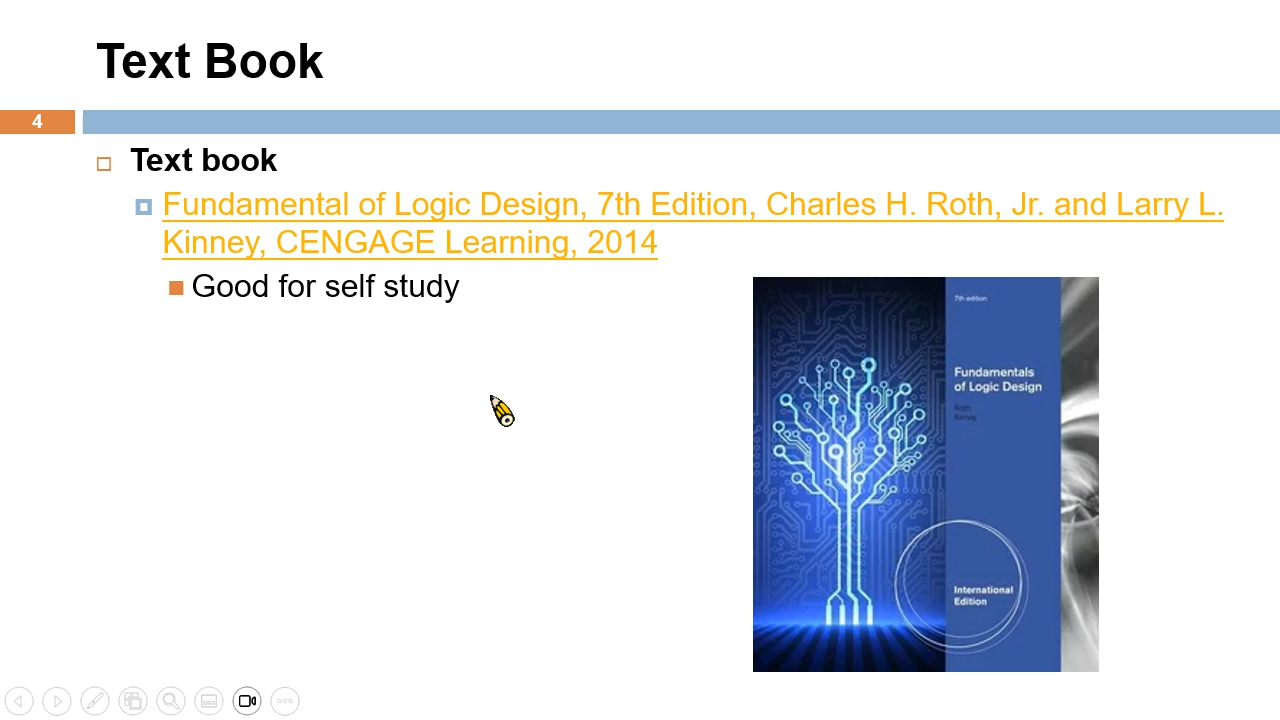 Text Book
4
Text book
Fundamental of Logic Design, 7th Edition, Charles H. Roth, Jr. and Larry L.
Kinney, CENGAGE Learning, 2014
Good for self study
7th edition
Fundamentals
of Logic Design
Roth
Kinney
International
Edition